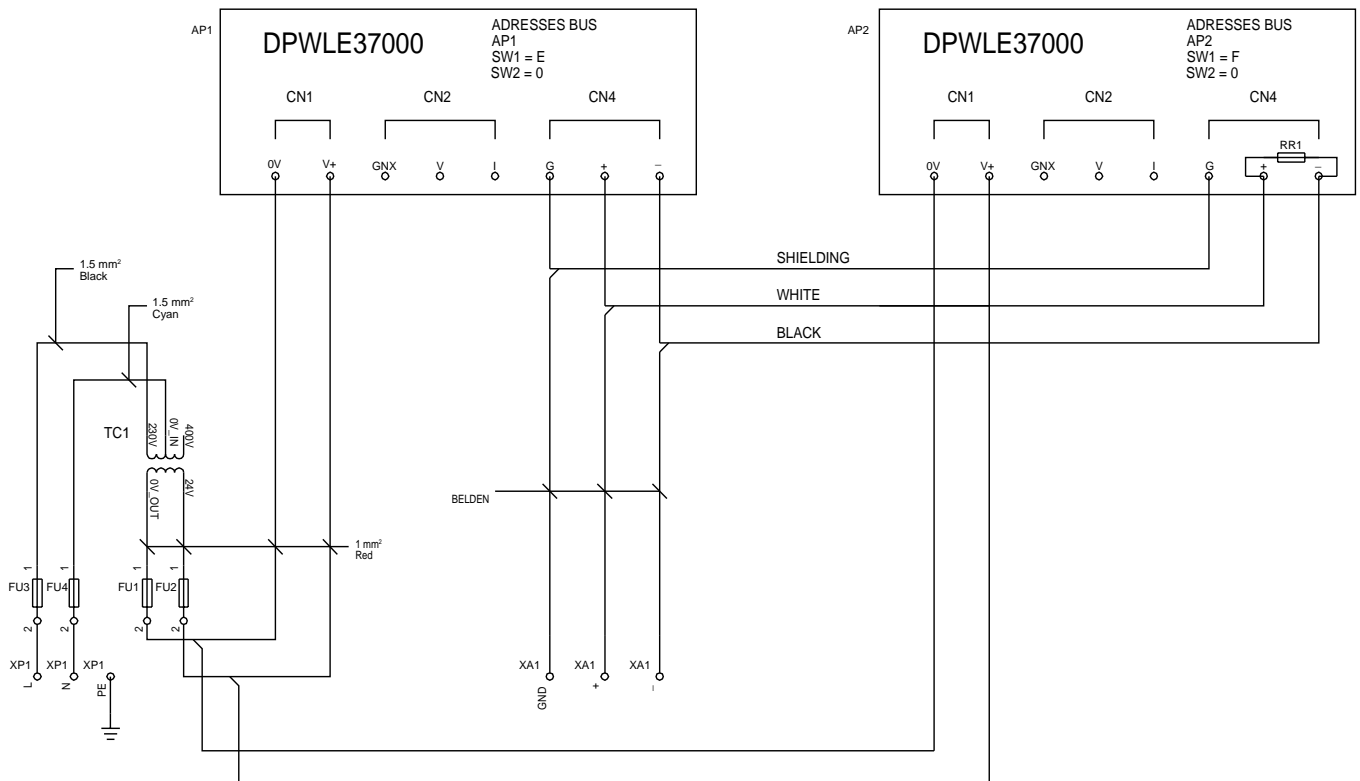 AP1
DPWLE37000
ADRESSES BUS
AP1
SW1 = E
SW2 = 0
CN1
CN2
CN4
0V
V+
GNX
V
I
G
+
–
AP2
DPWLE37000
ADRESSES BUS
AP2
SW1 = F
SW2 = 0
CN1
CN2
CN4
RR1
0V
V+
GNX
V
I
G
+
–
SHIELDING
WHITE
BLACK
1.5 mm²
Black
1.5 mm²
Cyan
TC1
230V
0V_IN
400V
0V_OUT
24V
BELDEN
1 mm²
Red
1
1
1
1
FU3
FU4
FU1
FU2
2
2
2
2
XP1
XP1
XP1
L
N
PE
XA1
XA1
XA1
GND
+
–